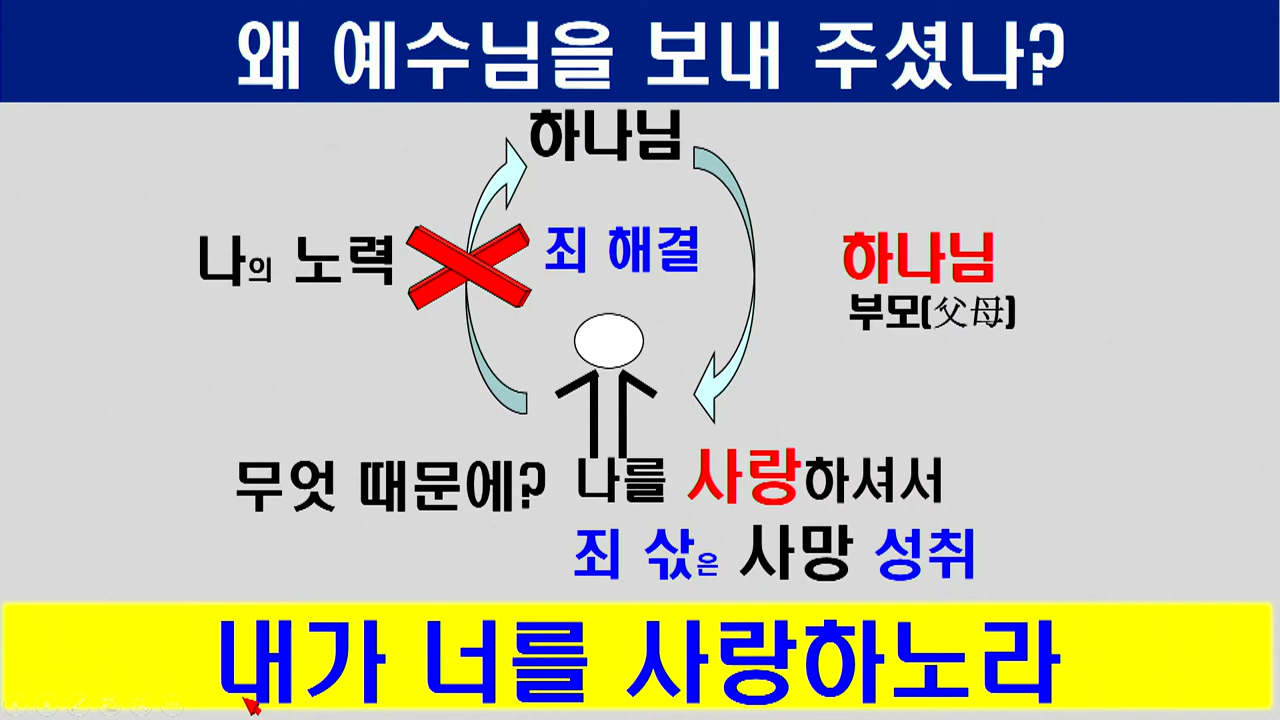 왜 예수님을 보내 주셨나?
하나님
나의 노력
죄 해결
하나님
부모(父母)
무엇 때문에? 나를 사랑하셔서
죄 삯은 사망 성취
내가 너를 사랑하노라